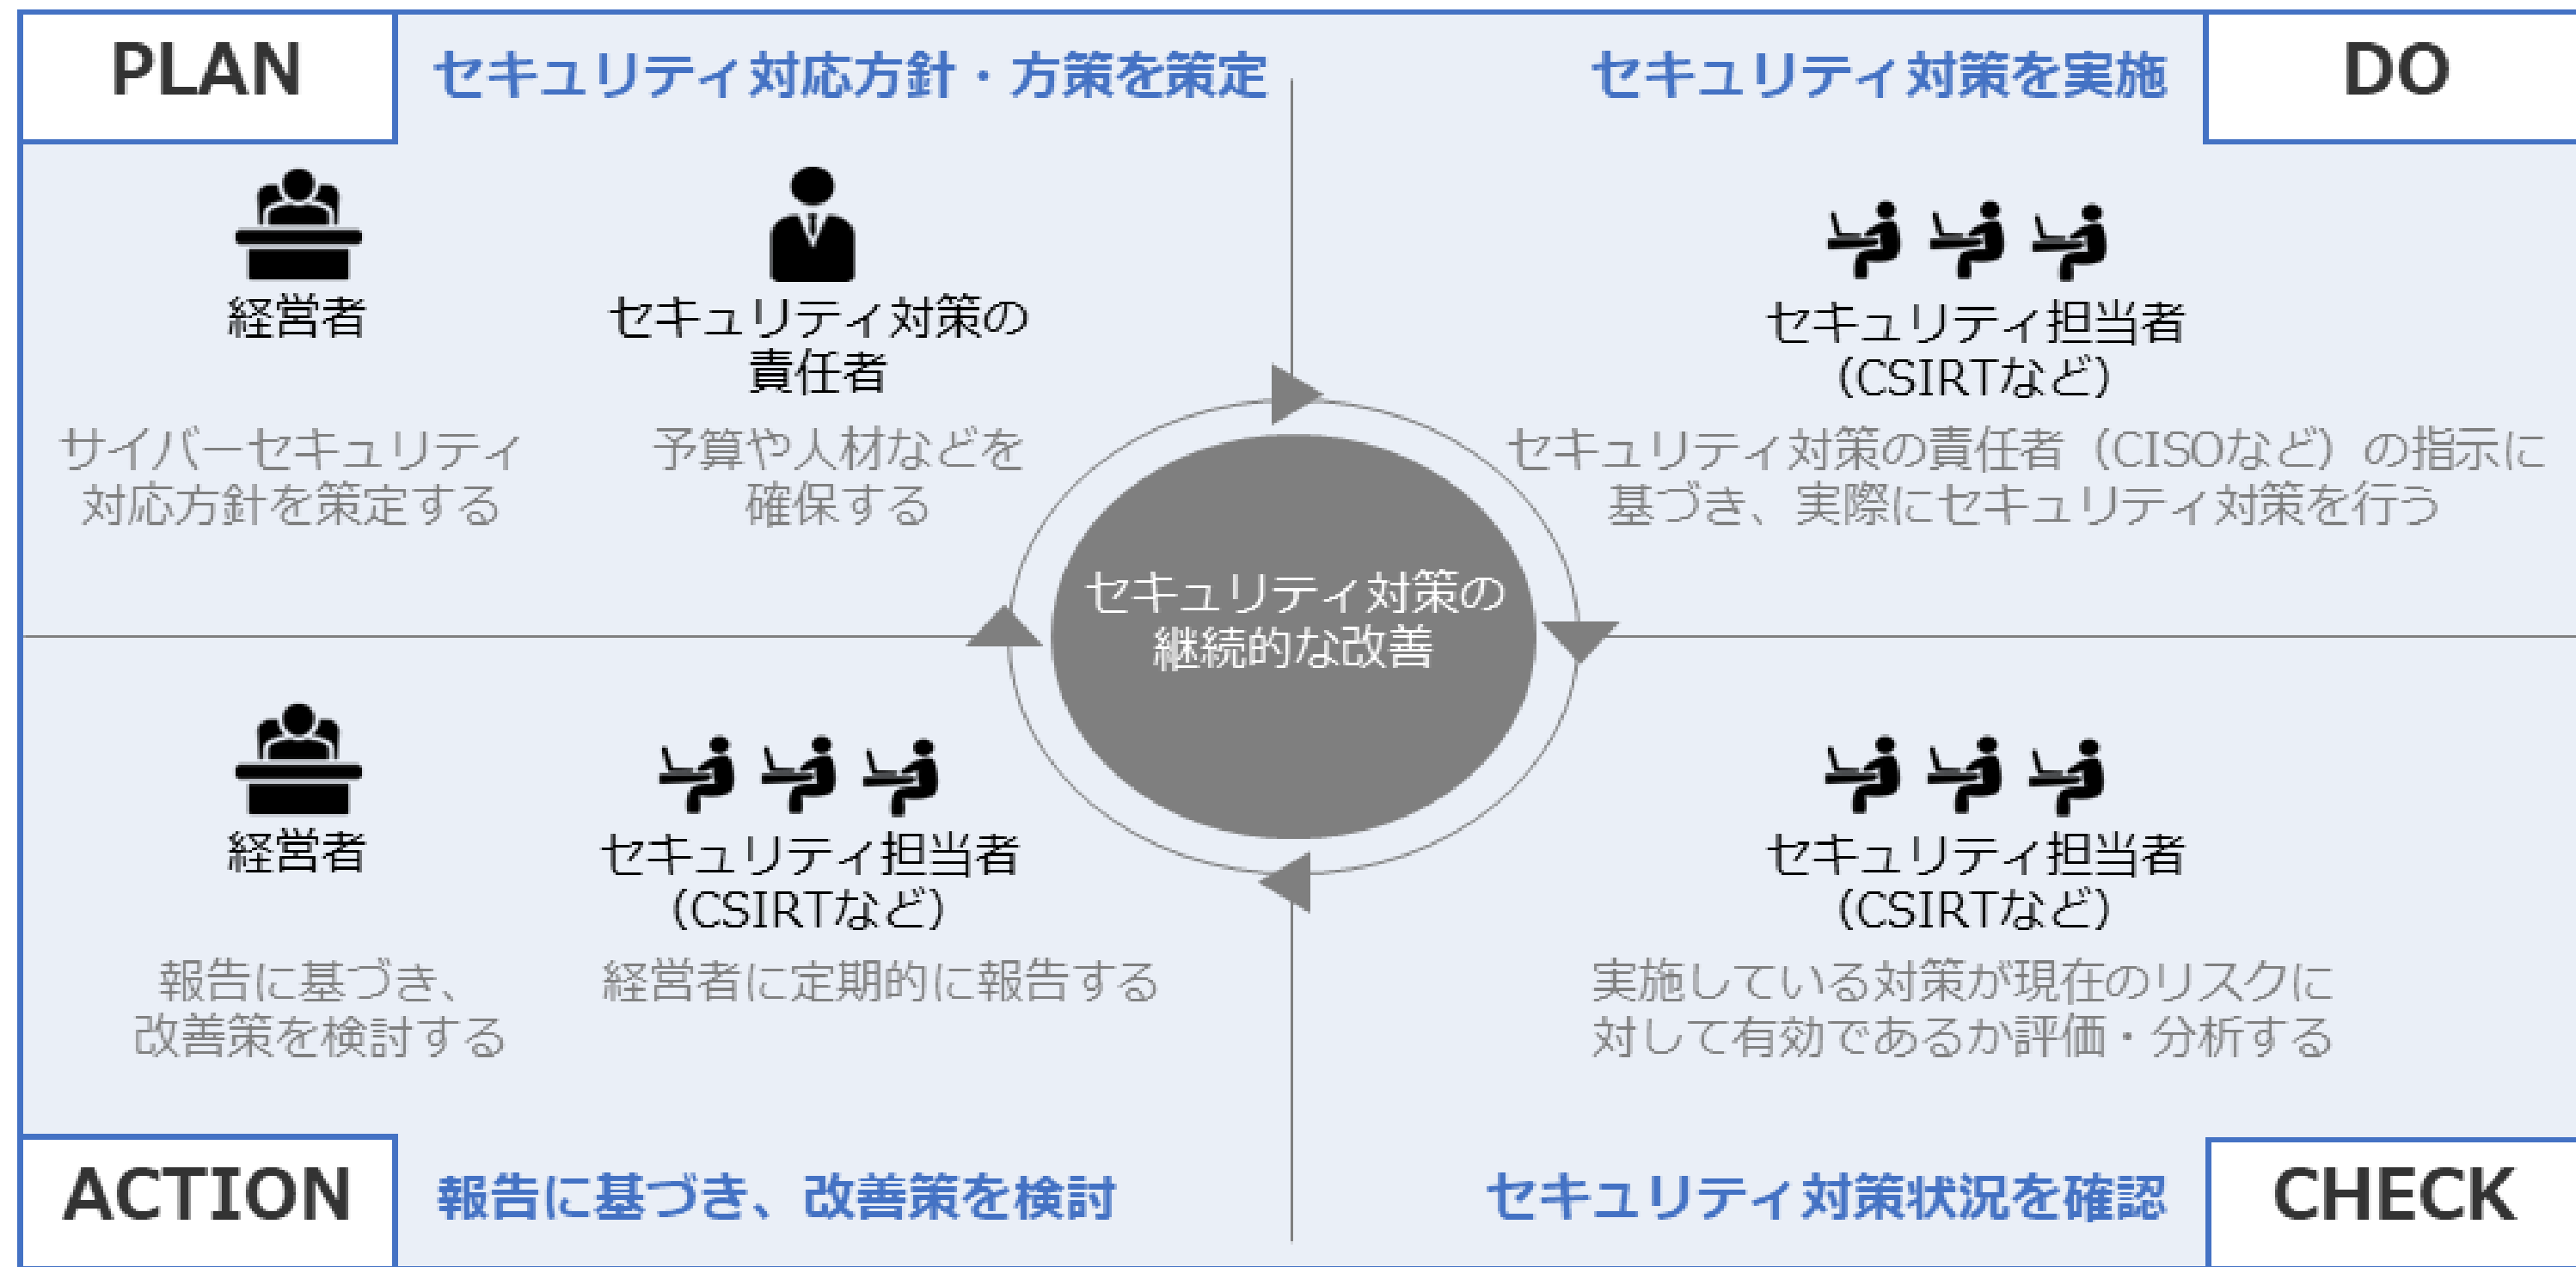 PLAN
セキュリティ対応方針・方策を策定
経営者
サイバーセキュリティ
対応方針を策定する
セキュリティ対策の
責任者
予算や人材などを
確保する
セキュリティ対策を実施
DO
セキュリティ担当者
（CSIRTなど）
セキュリティ対策の責任者（CISOなど）の指示に
基づき、実際にセキュリティ対策を行う
セキュリティ対策の
継続的な改善
経営者
報告に基づき、
改善策を検討する
セキュリティ担当者
（CSIRTなど）
経営者に定期的に報告する
ACTION
報告に基づき、改善策を検討
セキュリティ担当者
（CSIRTなど）
実施している対策が現在のリスクに
対して有効であるか評価・分析する
セキュリティ対策状況を確認
CHECK